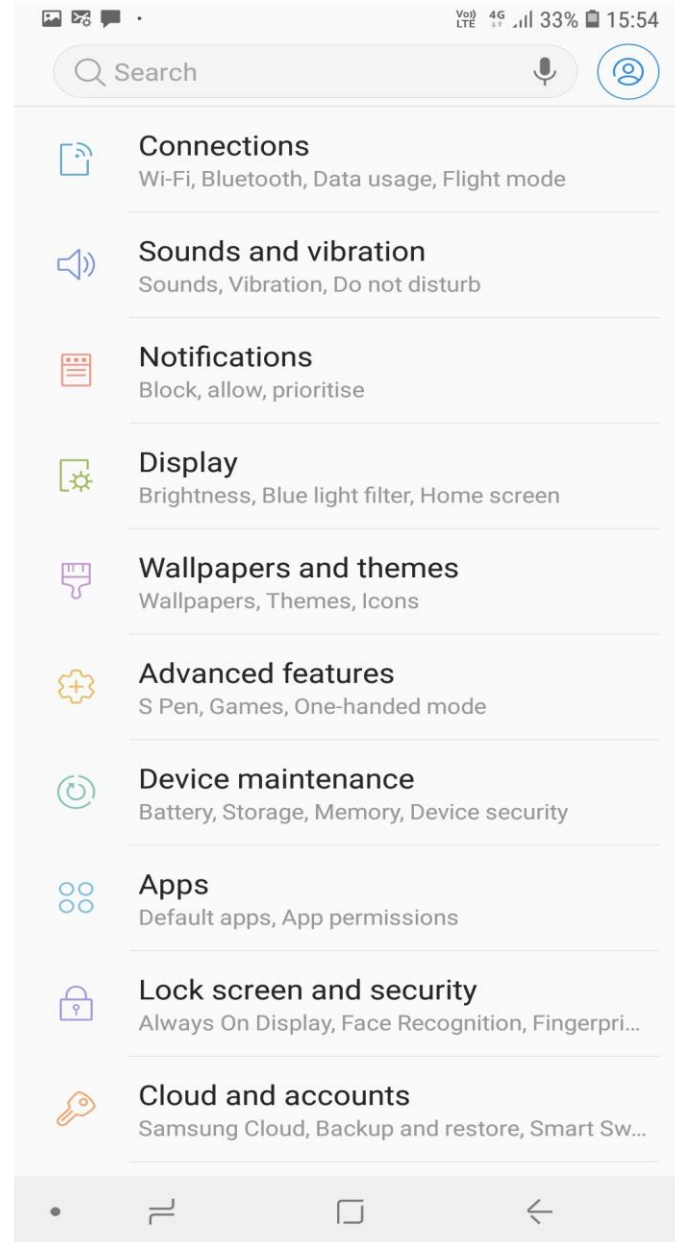 Vo)) LTE 4G 33% 15:54
Search
Connections
Wi-Fi, Bluetooth, Data usage, Flight mode
Sounds and vibration
Sounds, Vibration, Do not disturb
Notifications
Block, allow, prioritise
Display
Brightness, Blue light filter, Home screen
Wallpapers and themes
Wallpapers, Themes, Icons
Advanced features
S Pen, Games, One-handed mode
Device maintenance
Battery, Storage, Memory, Device security
Apps
Default apps, App permissions
Lock screen and security
Always On Display, Face Recognition, Fingerpri...
Cloud and accounts
Samsung Cloud, Backup and restore, Smart Sw...